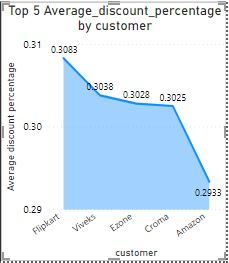 Top 5 Average_discount_percentage
by customer
0.31
0.3083
0.3038
0.3028
0.3025
0.30
0.2933
0.29
Average discount percentage
Flipkart
Viveks
Ezone
Croma
Amazon
customer